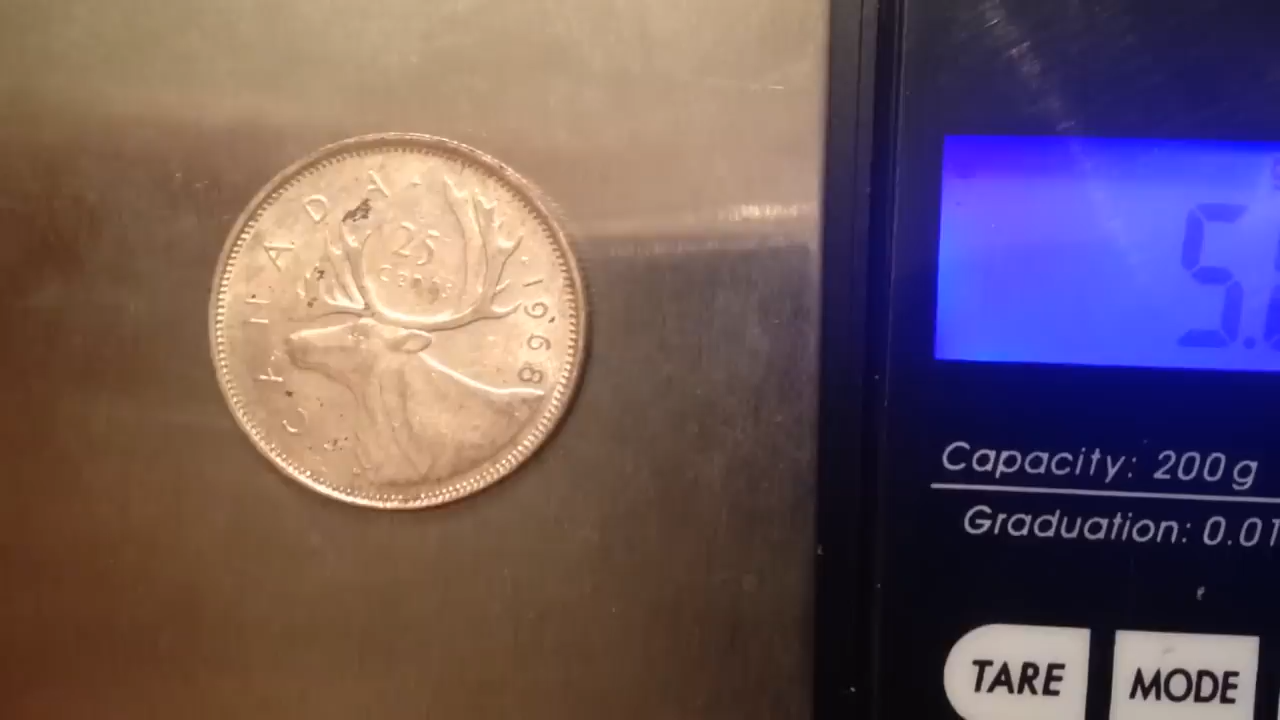 CANADA
25
CENTS
1968
5.
Capacity: 200g
Graduation: 0.01
TARE
MODE